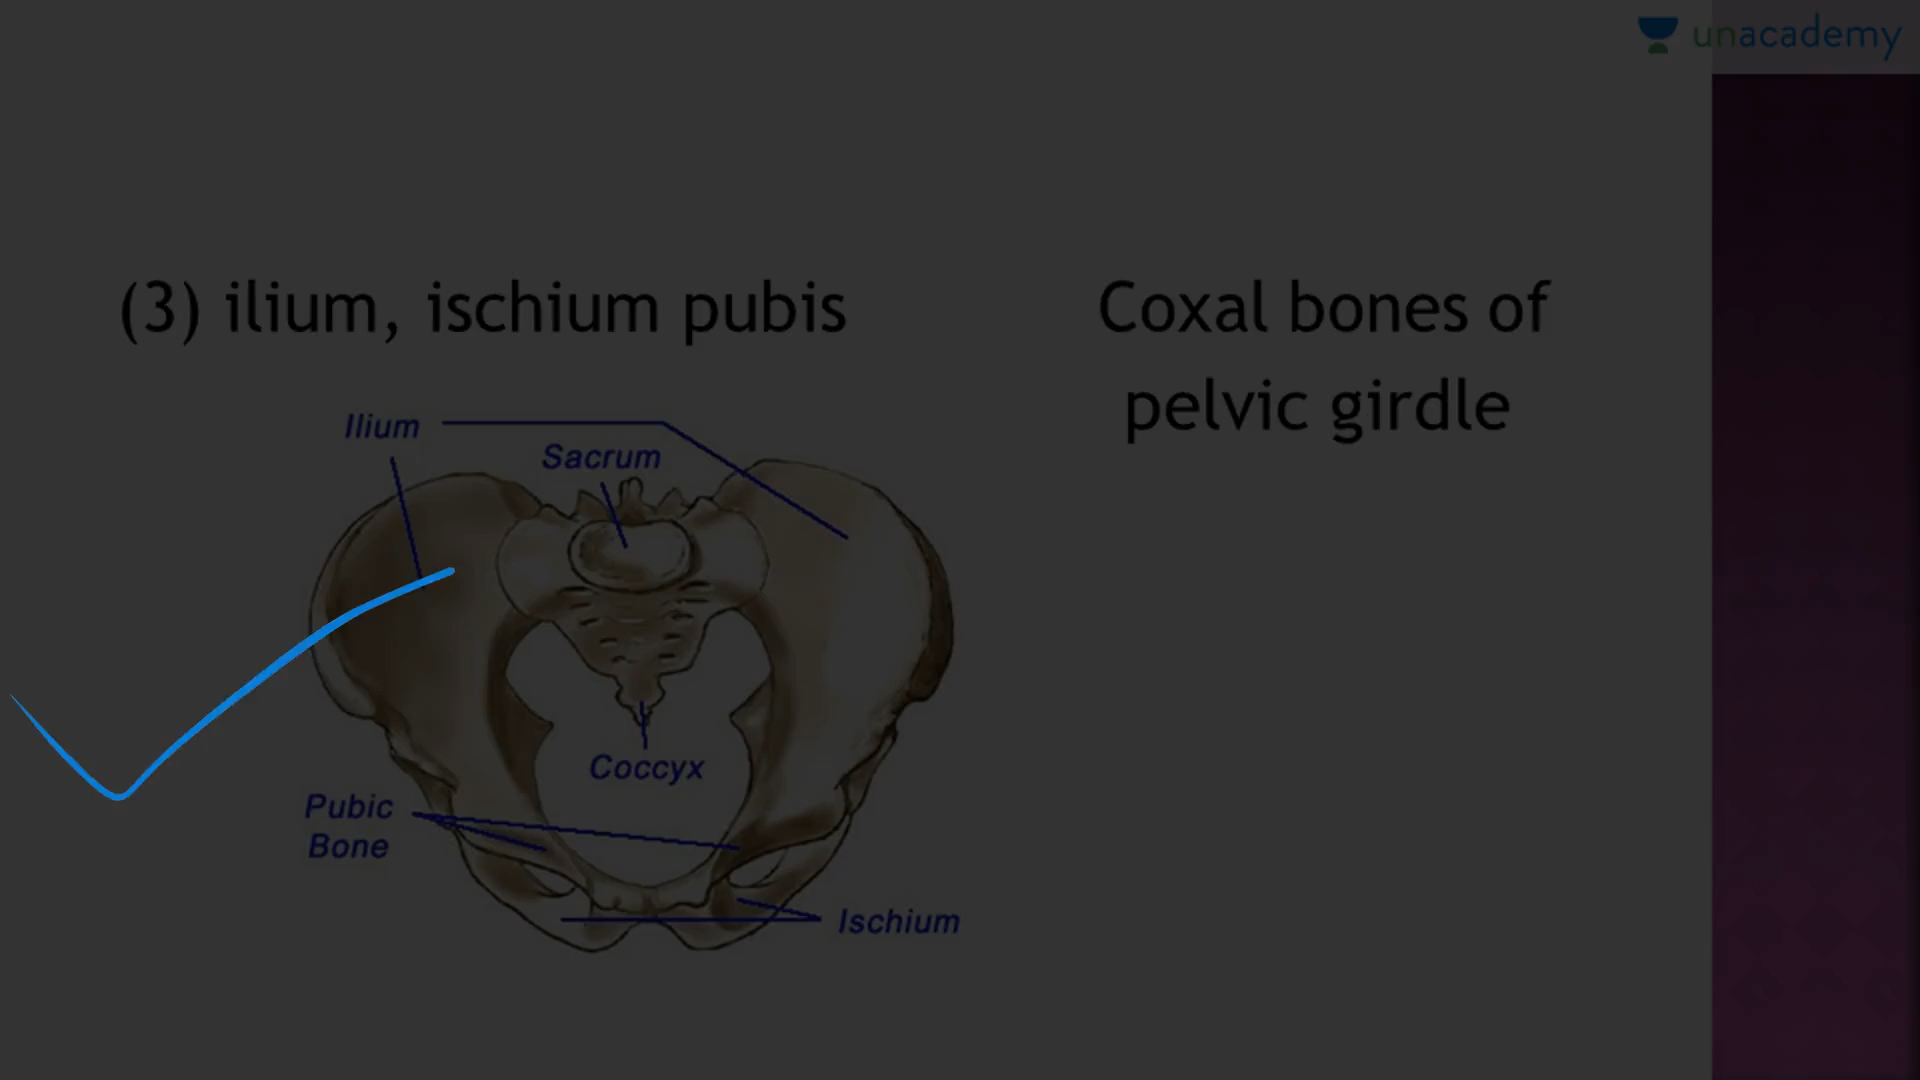 unacademy
(3) ilium, ischium pubis
Coxal bones of
pelvic girdle
Ilium
Sacrum
Coccyx
Pubic
Bone
Ischium